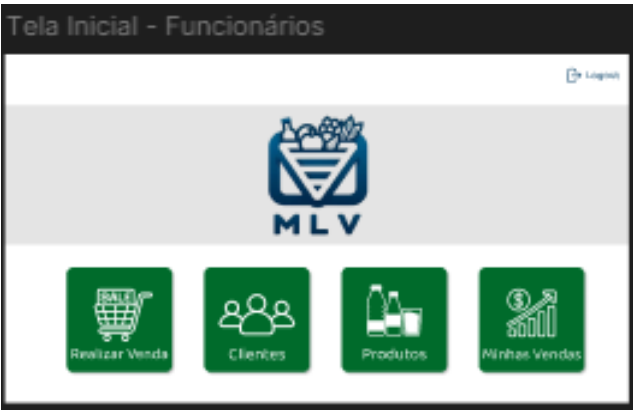 Tela Inicial - Funcionários
Logout
MLV
SALE
Realizar Venda
Clientes
Produtos
Minhas Vendas